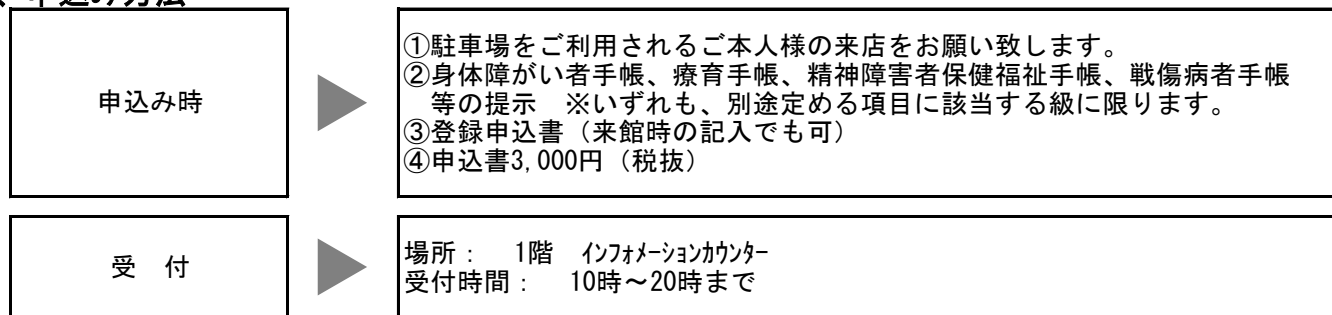 、申込み方法
申込み時
①駐車場をご利用されるご本人様の来店をお願い致します。
②身体障がい者手帳、療育手帳、精神障害者保健福祉手帳、戦傷病者手帳
等の提示　※いずれも、別途定める項目に該当する級に限ります。
③登録申込書（来館時の記入でも可）
④申込書3,000円（税抜）
受　付
場所：　1階　ｲﾝﾌｫﾒｰｼｮﾝｶｳﾝﾀｰ
受付時間：　10時～20時まで